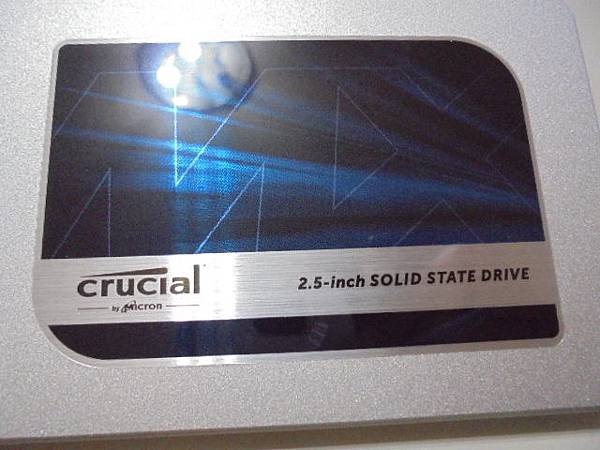 crucial
by Micron
2.5-inch SOLID STATE DRIVE